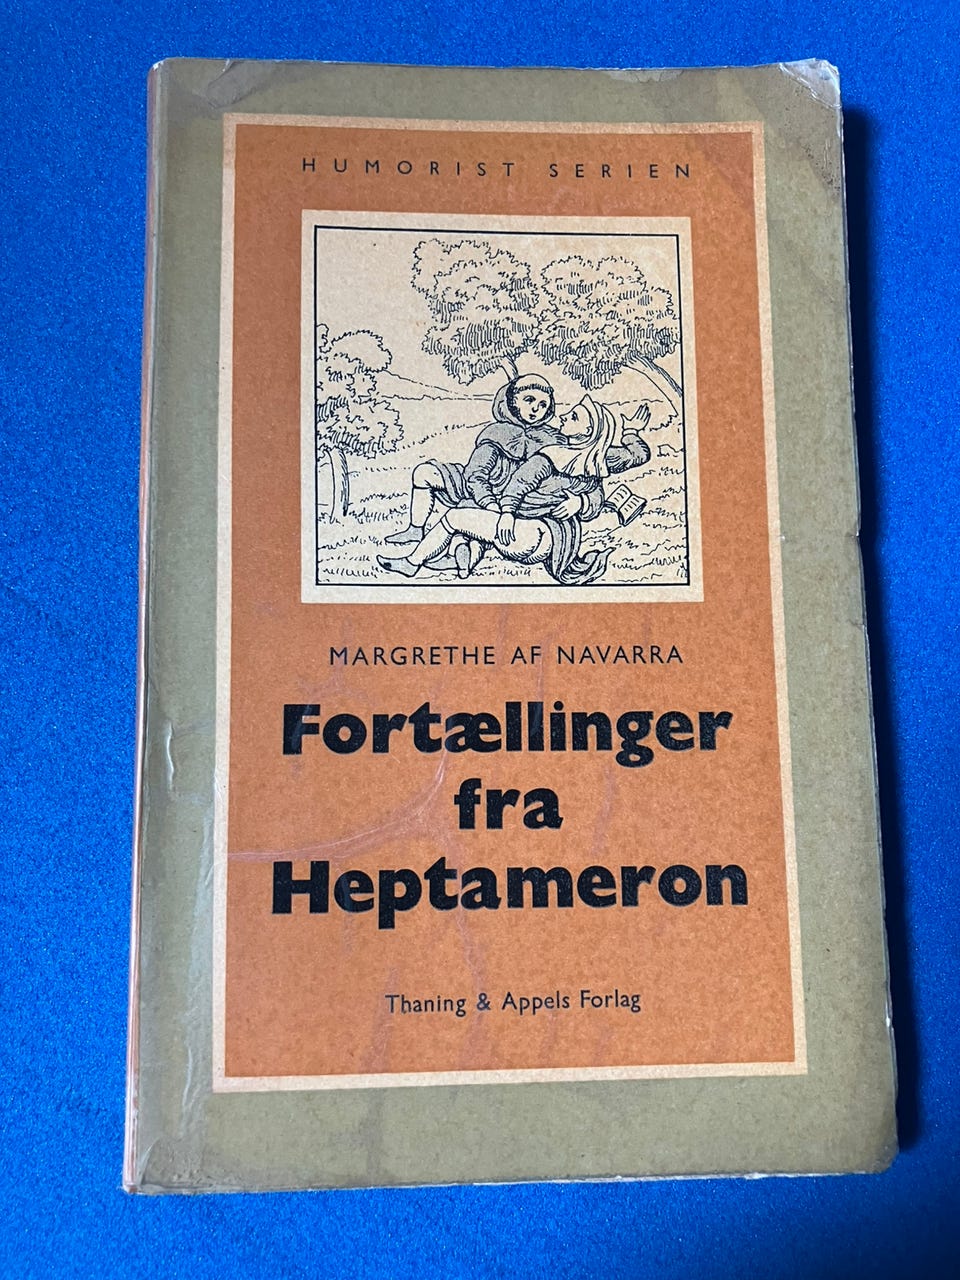 HUMORIST SERIEN
MARGRETHE AF NAVARRA
Fortællinger
fra
Heptameron
Thaning & Appels Forlag